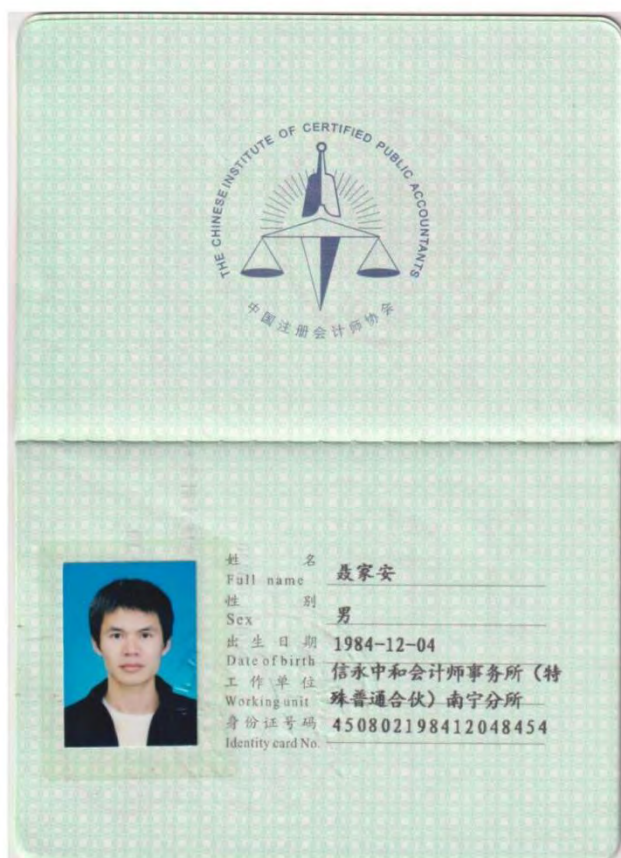 THE CHINESE INSTITUTE OF CERTIFIED PUBLIC ACCOUNTANTS
中国注册会计师协会
姓 名 聂家安
Full name
性 别 男
Sex
出生日期 1984-12-04
Date of birth
工作单位 信永中和会计师事务所（特
Working unit 殊普通合伙）南宁分所
身份证号码 450802198412048454
Identity card No.